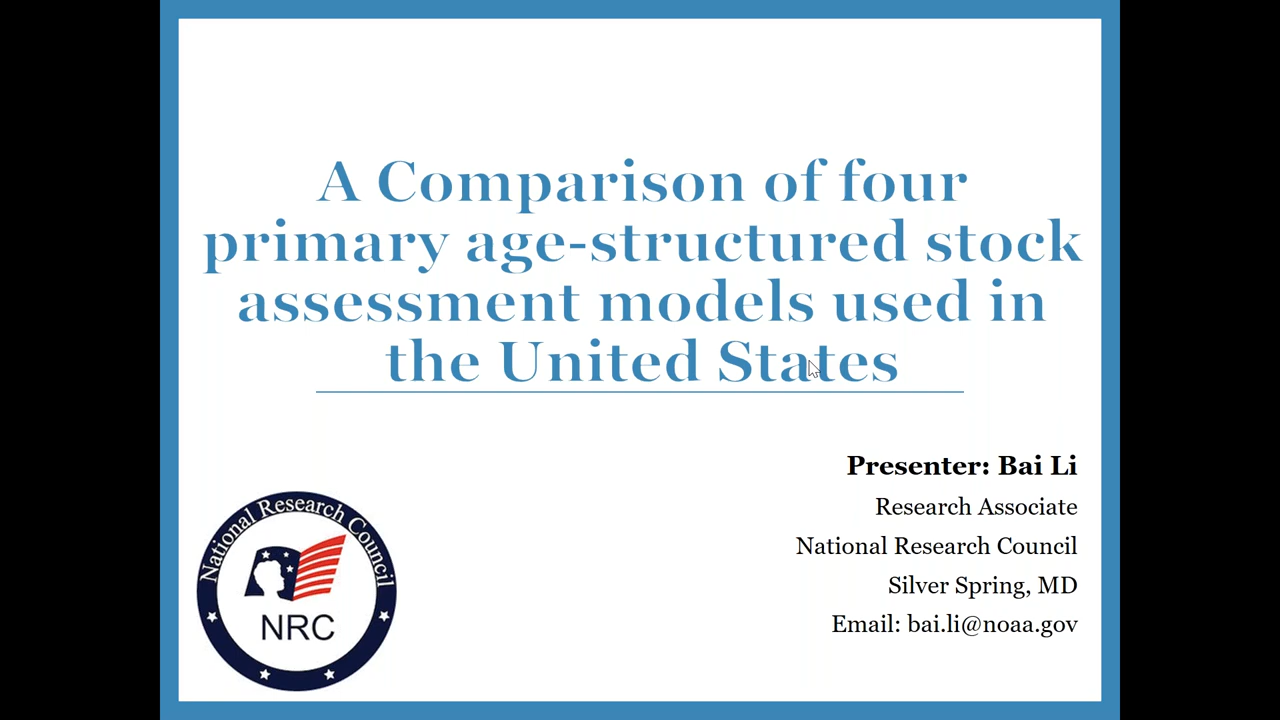 A Comparison of four
primary age-structured stock
assessment models used in
the United States
Presenter: Bai Li
Research Associate
National Research Council
Silver Spring, MD
Email: bai.li@noaa.gov
National Research Council
NRC